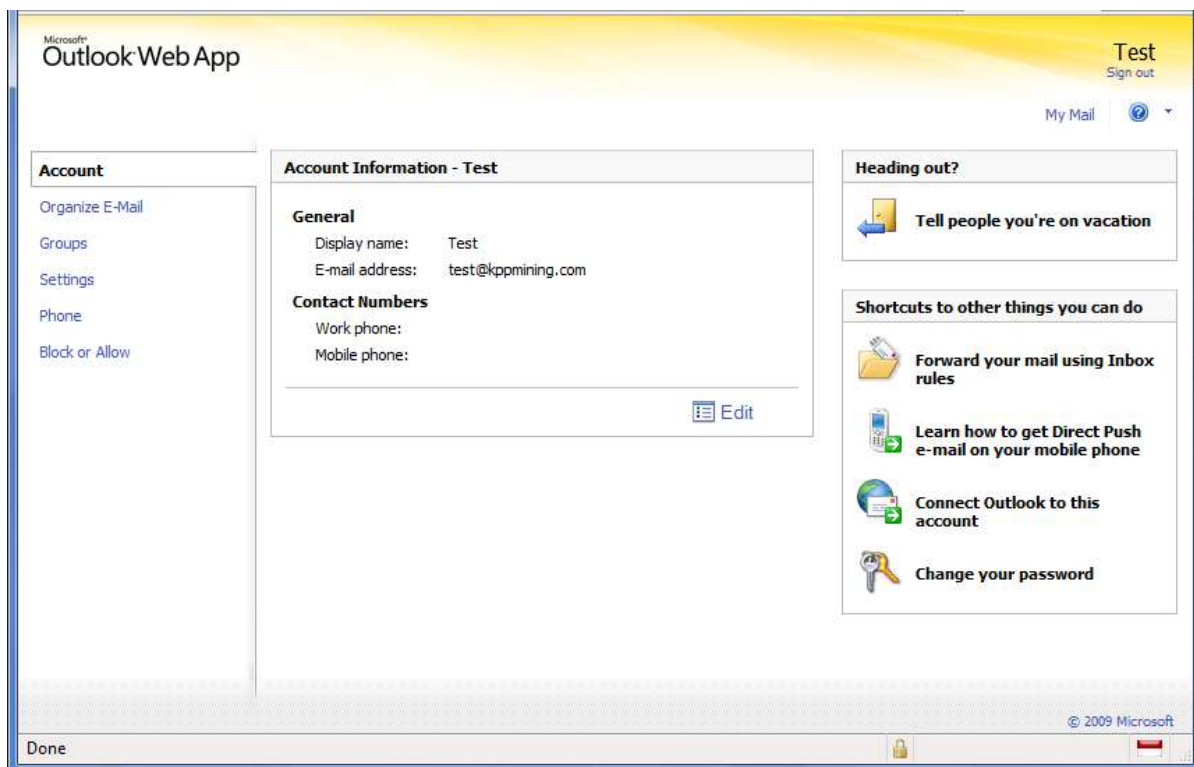 Microsoft®
Outlook Web App
Test
Sign out
My Mail
Account
Organize E-Mail
Groups
Settings
Phone
Block or Allow
Account Information - Test
General
Display name: Test
E-mail address: test@kppmining.com
Contact Numbers
Work phone:
Mobile phone:
Edit
Heading out?
Tell people you're on vacation
Shortcuts to other things you can do
Forward your mail using Inbox
rules
Learn how to get Direct Push
e-mail on your mobile phone
Connect Outlook to this
account
Change your password
© 2009 Microsoft
Done